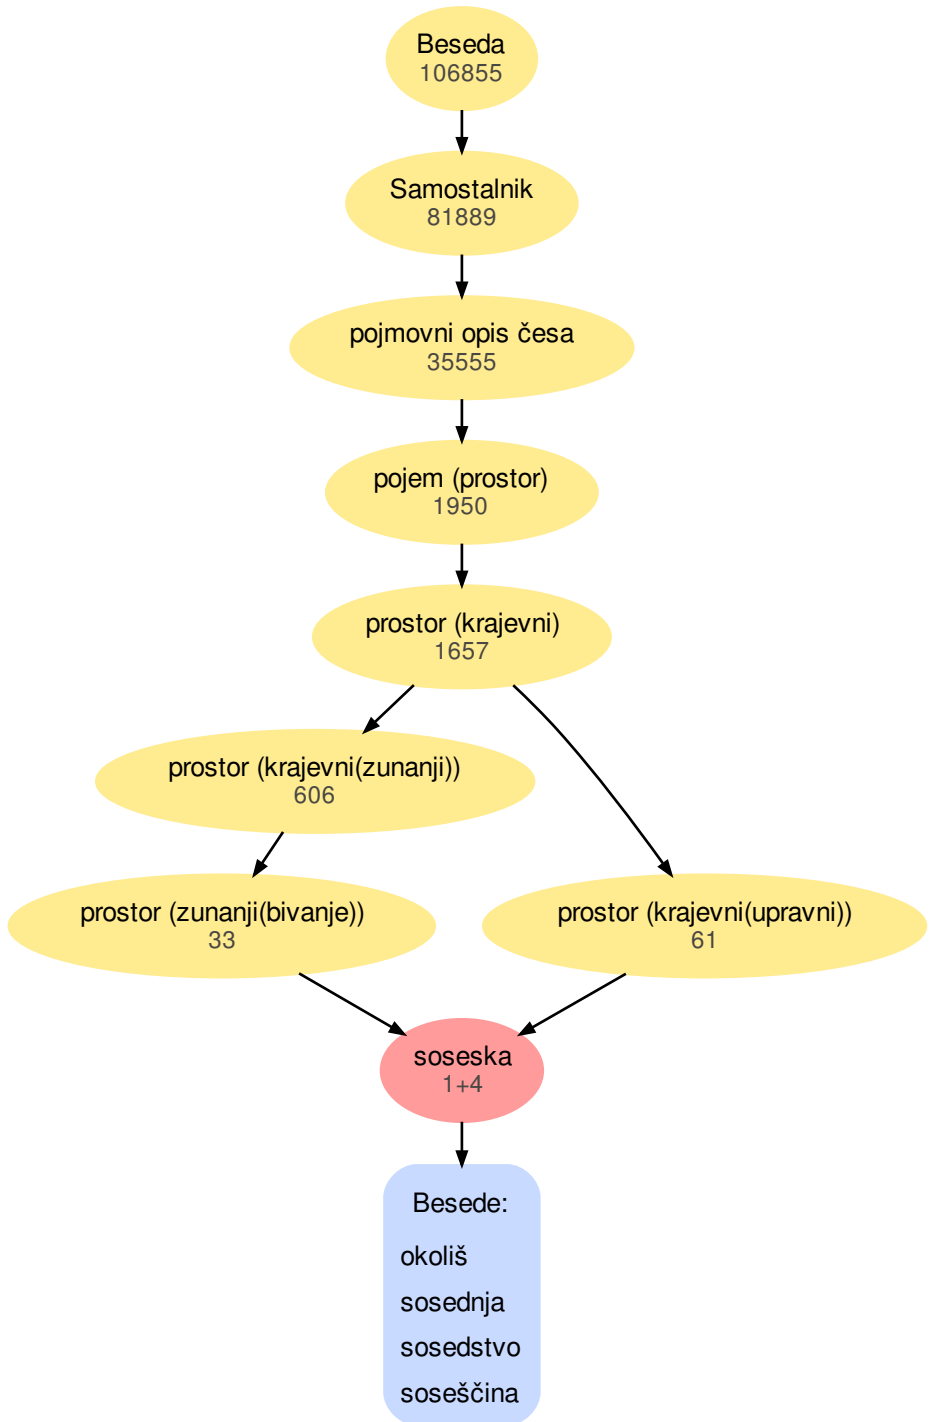 Beseda
106855
Samostalnik
81889
pojmovni opis česa
35555
pojem (prostor)
1950
prostor (krajevni)
1657
prostor (krajevni(zunanji))
606
prostor (zunanji(bivanje))
33
prostor (krajevni(upravni))
61
soseska
1+4
Besede:
okoliš
sosednja
sosedstvo
soseščina